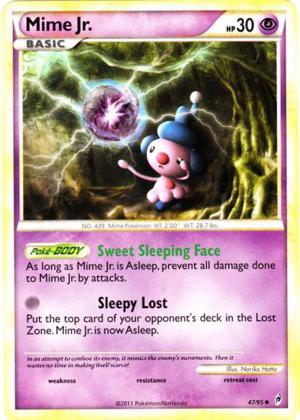 Mime Jr.
HP 30
BASIC
NO. 439 Mime Pokémon HT: 2'00" WT: 28.7 lbs.
Poké-BODY Sweet Sleeping Face
As long as Mime Jr. is Asleep, prevent all damage done
to Mime Jr. by attacks.
Sleepy Lost
Put the top card of your opponent's deck in the Lost
Zone. Mime Jr. is now Asleep.
In an attempt to confuse its enemy, it mimics the enemy's movements. Then it
wastes no time in making itself scarce!
Illus. Noriko Hotta
weakness
resistance
retreat cost
©2011 Pokémon/Nintendo
47/95